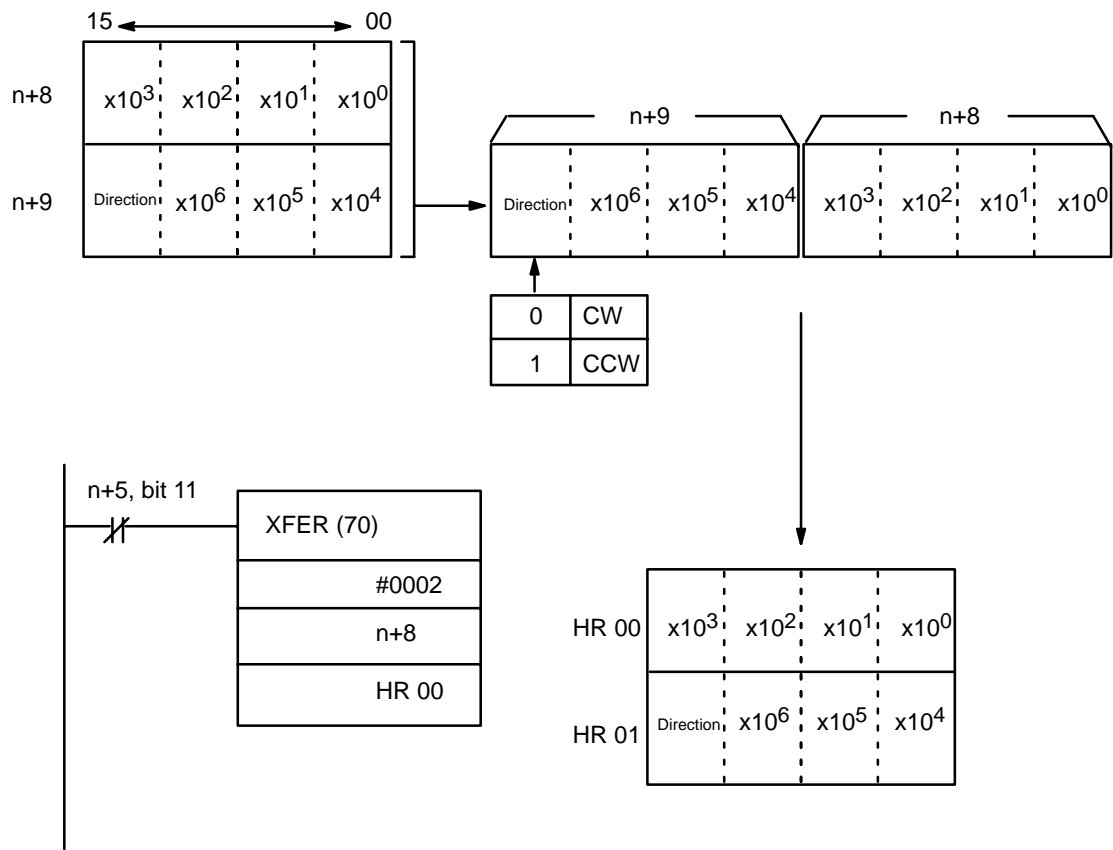 15 00
n+8 x10³ x10² x10¹ x10⁰
n+9 Direction x10⁶ x10⁵ x10⁴
n+9 n+8
Direction x10⁶ x10⁵ x10⁴ x10³ x10² x10¹ x10⁰
0 CW
1 CCW
n+5, bit 11
XFER (70)
#0002
n+8
HR 00
HR 00 x10³ x10² x10¹ x10⁰
HR 01 Direction x10⁶ x10⁵ x10⁴